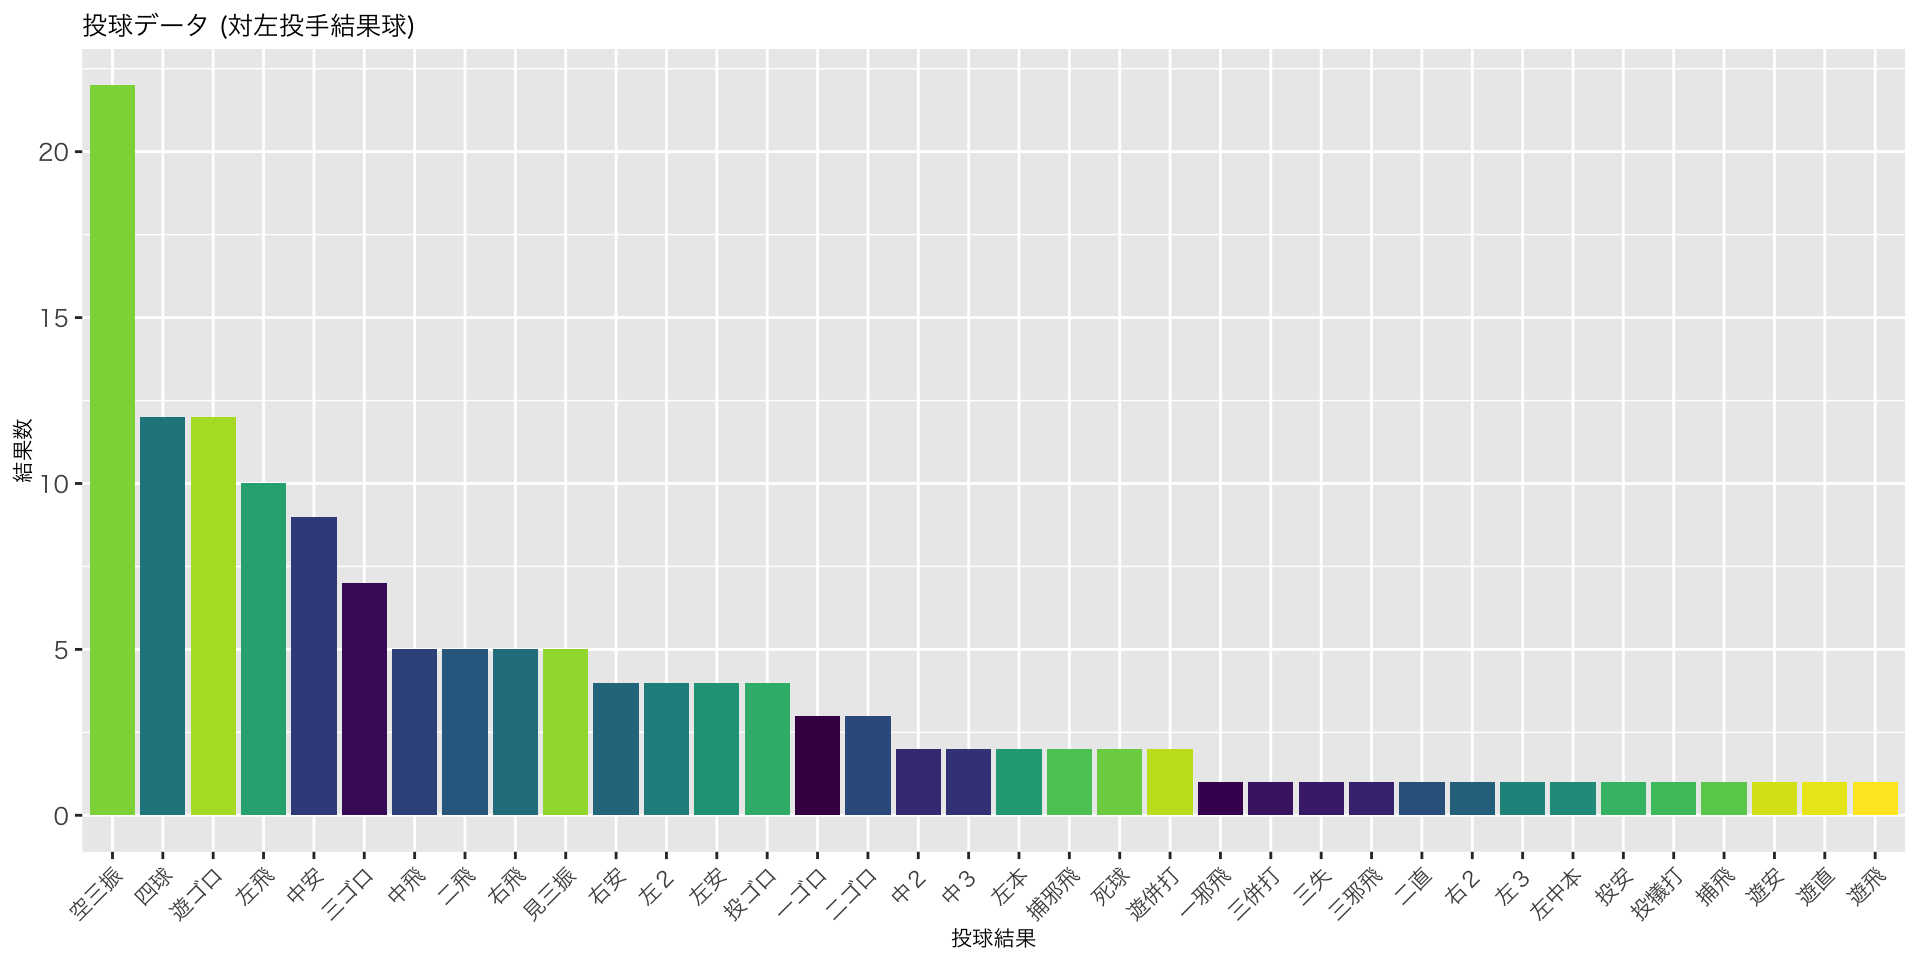 投球データ (対左投手結果球)
結果数
20
15
10
5
0
空三振
四球
遊ゴロ
左飛
中安
三ゴロ
中飛
二飛
右飛
見三振
右安
左２
左安
投ゴロ
一ゴロ
二ゴロ
中２
中３
左本
捕邪飛
死球
遊併打
一邪飛
三併打
三失
三邪飛
二直
右２
左３
左中本
投安
投犠打
捕飛
遊安
遊直
遊飛
投球結果